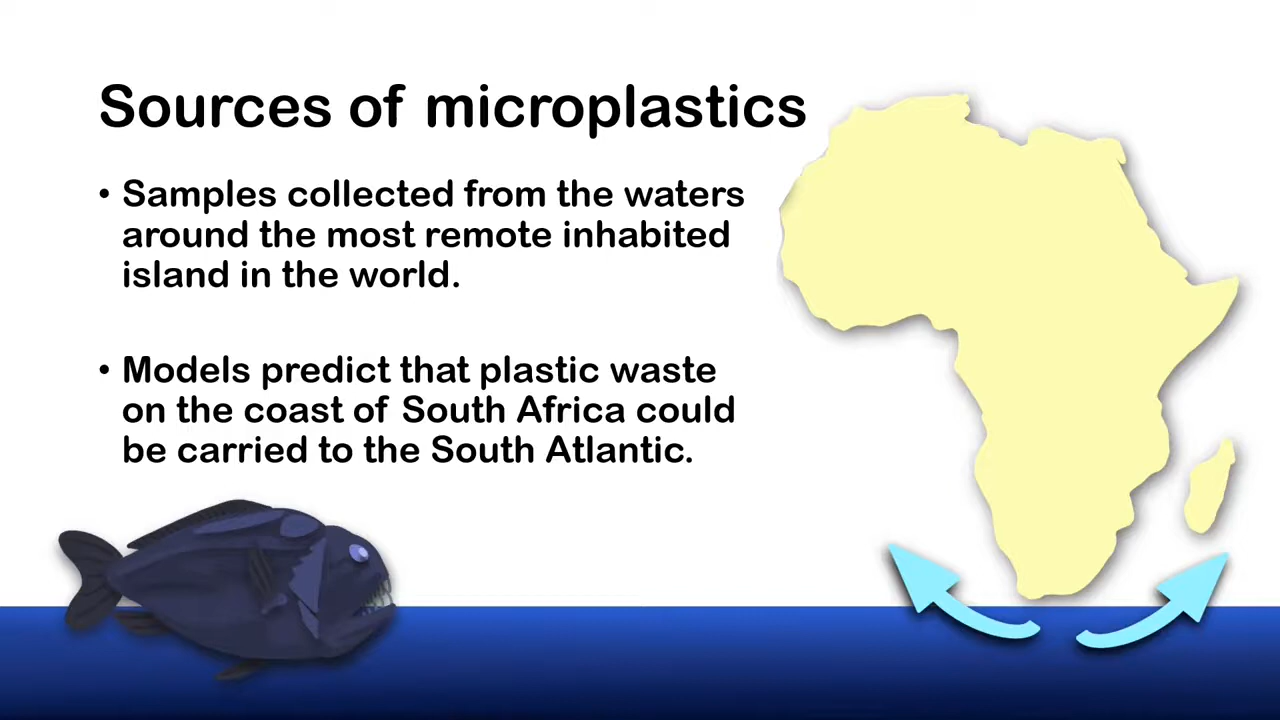 Sources of microplastics
• Samples collected from the waters
around the most remote inhabited
island in the world.
• Models predict that plastic waste
on the coast of South Africa could
be carried to the South Atlantic.